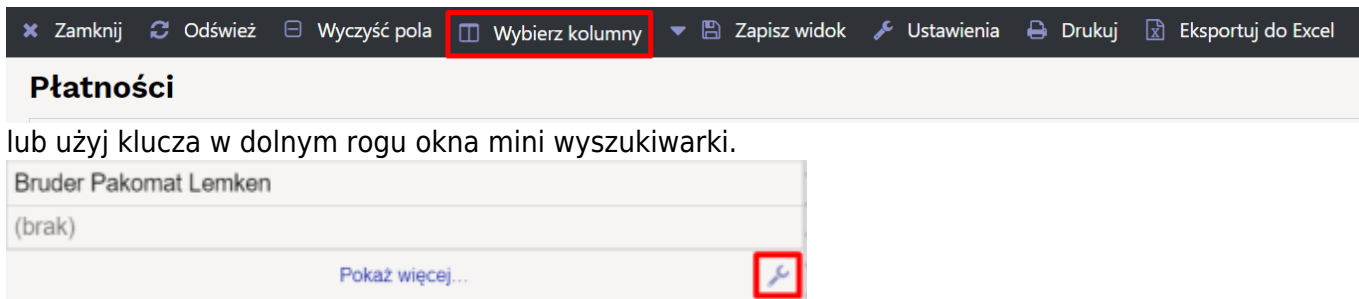 Zamknij Odśwież Wyczyść pola Wybierz kolumny Zapisz widok Ustawienia Drukuj Eksportuj do Excel
Płatności
lub użyj klucza w dolnym rogu okna mini wyszukiwarki.
Bruder Pakomat Lemken
(brak)
Pokaż więcej...